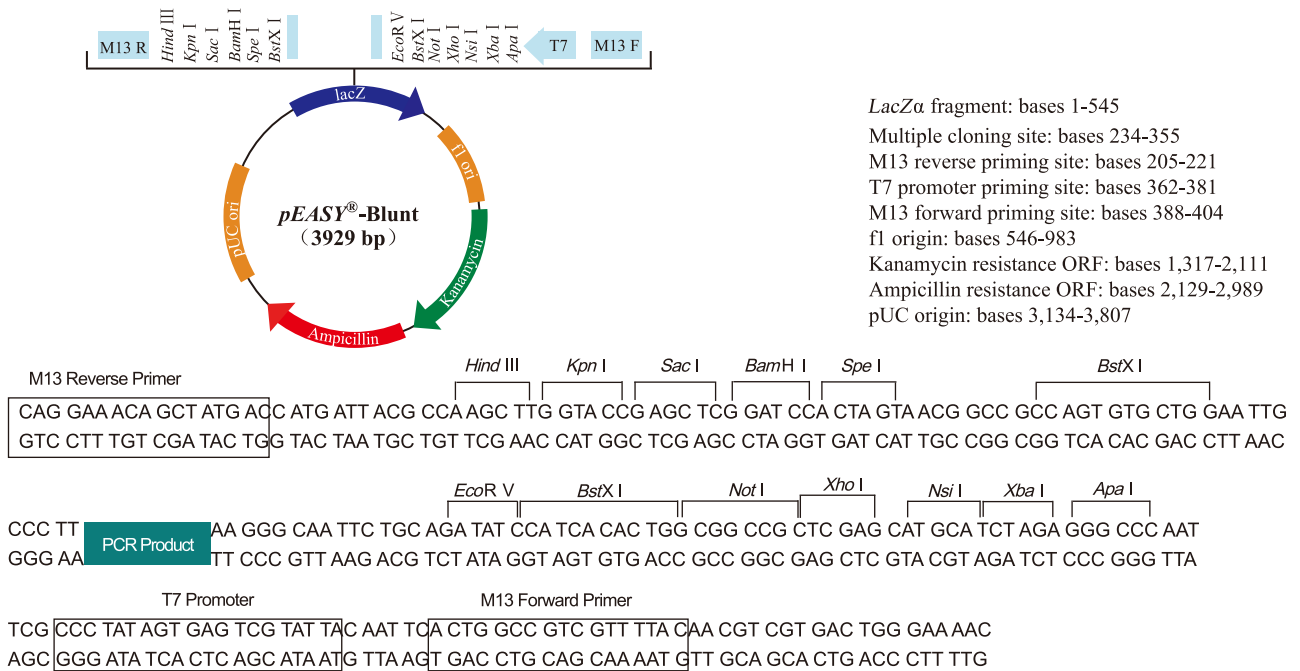 M13 R
Hind III
Kpn I
Sac I
BamH I
Spe I
BstX I
EcoR V
BstX I
Not I
Xho I
Nsi I
Xba I
Apa I
T7
M13 F
lacZ
f1 ori
Kanamycin
Ampicillin
pUC ori
pEASY®-Blunt
(3929 bp)
LacZα fragment: bases 1-545
Multiple cloning site: bases 234-355
M13 reverse priming site: bases 205-221
T7 promoter priming site: bases 362-381
M13 forward priming site: bases 388-404
f1 origin: bases 546-983
Kanamycin resistance ORF: bases 1,317-2,111
Ampicillin resistance ORF: bases 2,129-2,989
pUC origin: bases 3,134-3,807
M13 Reverse Primer Hind III Kpn I Sac I BamH I Spe I BstX I
CAG GAA ACA GCT ATG ACC ATG ATT ACG CCA AGC TTG GTA CCG AGC TCG GAT CCA CTA GTA ACG GCC GCC AGT GTG CTG GAA TTG
GTC CTT TGT CGA TAC TGG TAC TAA TGC TGT TCG AAC CAT GGC TCG AGC CTA GGT GAT CAT TGC CGG CGG TCA CAC GAC CTT AAC
EcoR V BstX I Not I Xho I Nsi I Xba I Apa I
CCC TT PCR Product AA GGG CAA TTC TGC AGA TAT CCA TCA CAC TGG CGG CCG CTC GAG CAT GCA TCT AGA GGG CCC AAT
GGG AA TT CCC GTT AAG ACG TCT ATA GGT AGT GTG ACC GCC GGC GAG CTC GTA CGT AGA TCT CCC GGG TTA
T7 Promoter M13 Forward Primer
TCG CCC TAT AGT GAG TCG TAT TAC AAT TCA CTG GCC GTC GTT TTA CAA CGT CGT GAC TGG GAA AAC
AGC GGG ATA TCA CTC AGC ATA ATG TTA AGT GAC CTG CAG CAA AAT GTT GCA GCA CTG ACC CTT TTG